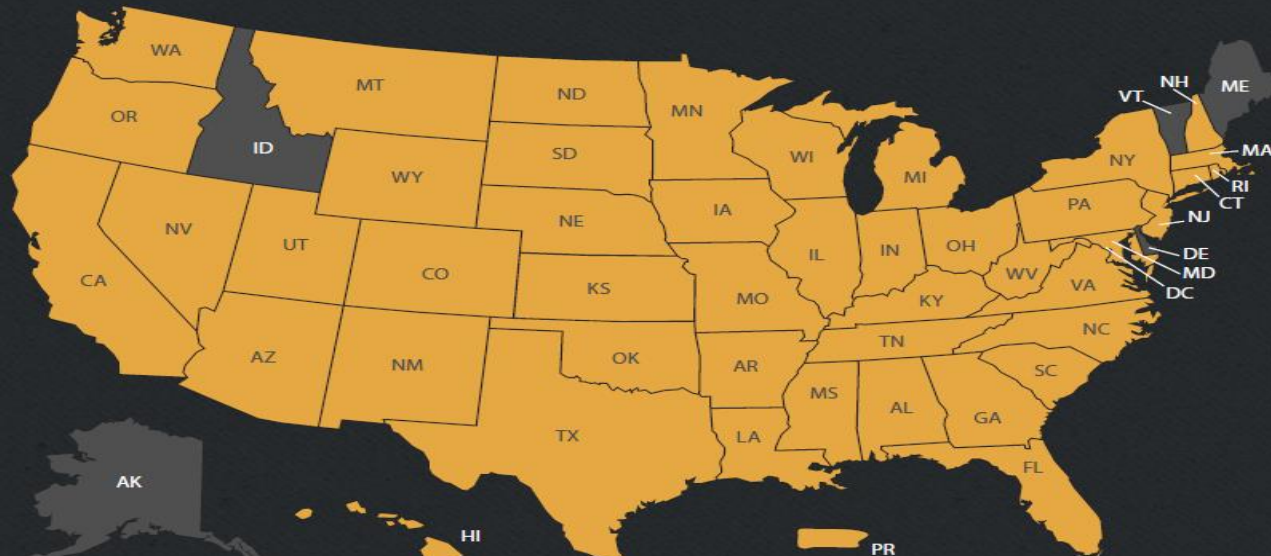 WA
MT
ND
MN
VT
NH
ME
OR
ID
SD
WI
MI
NY
MA
WY
RI
CT
NV
UT
NE
IA
PA
NJ
CA
CO
KS
MO
IL
IN
OH
WV
VA
DE
MD
DC
KY
AZ
NM
OK
AR
TN
NC
SC
TX
LA
MS
AL
GA
FL
AK
HI
PR